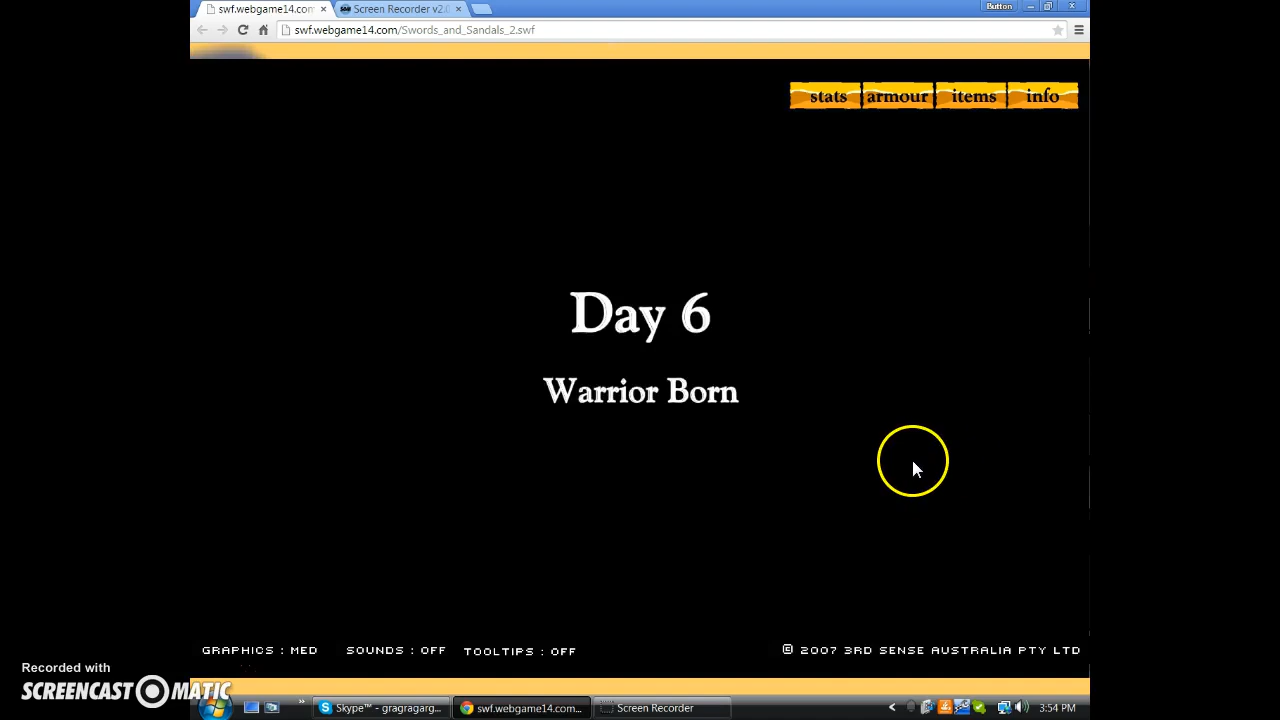 swf.webgame14.com
Screen Recorder v2.
Button
swf.webgame14.com/Swords_and_Sandals_2.swf
stats armour items info
Day 6
Warrior Born
GRAPHICS : MED SOUNDS : OFF TOOLTIPS : OFF © 2007 3RD SENSE AUSTRALIA PTY LTD
Recorded with
SCREENCAST MATIC
Skype™ - gragragarg... swf.webgame14.com... Screen Recorder 3:54 PM